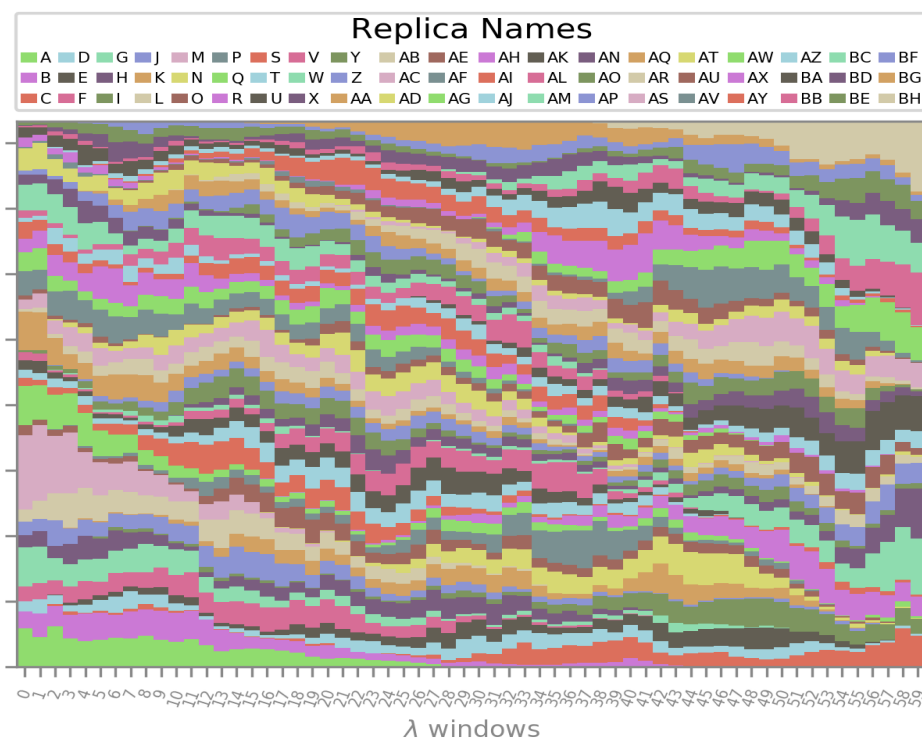 Replica Names
A D G J M P S V Y AB AE AH AK AN AQ AT AW AZ BC BF
B E H K N Q T W Z AC AF AI AL AO AR AU AX BA BD BG
C F I L O R U X AA AD AG AJ AM AP AS AV AY BB BE BH
0 1 2 3 4 5 6 7 8 9 10 11 12 13 14 15 16 17 18 19 20 21 22 23 24 25 26 27 28 29 30 31 32 33 34 35 36 37 38 39 40 41 42 43 44 45 46 47 48 49 50 51 52 53 54 55 56 57 58 59
λ windows